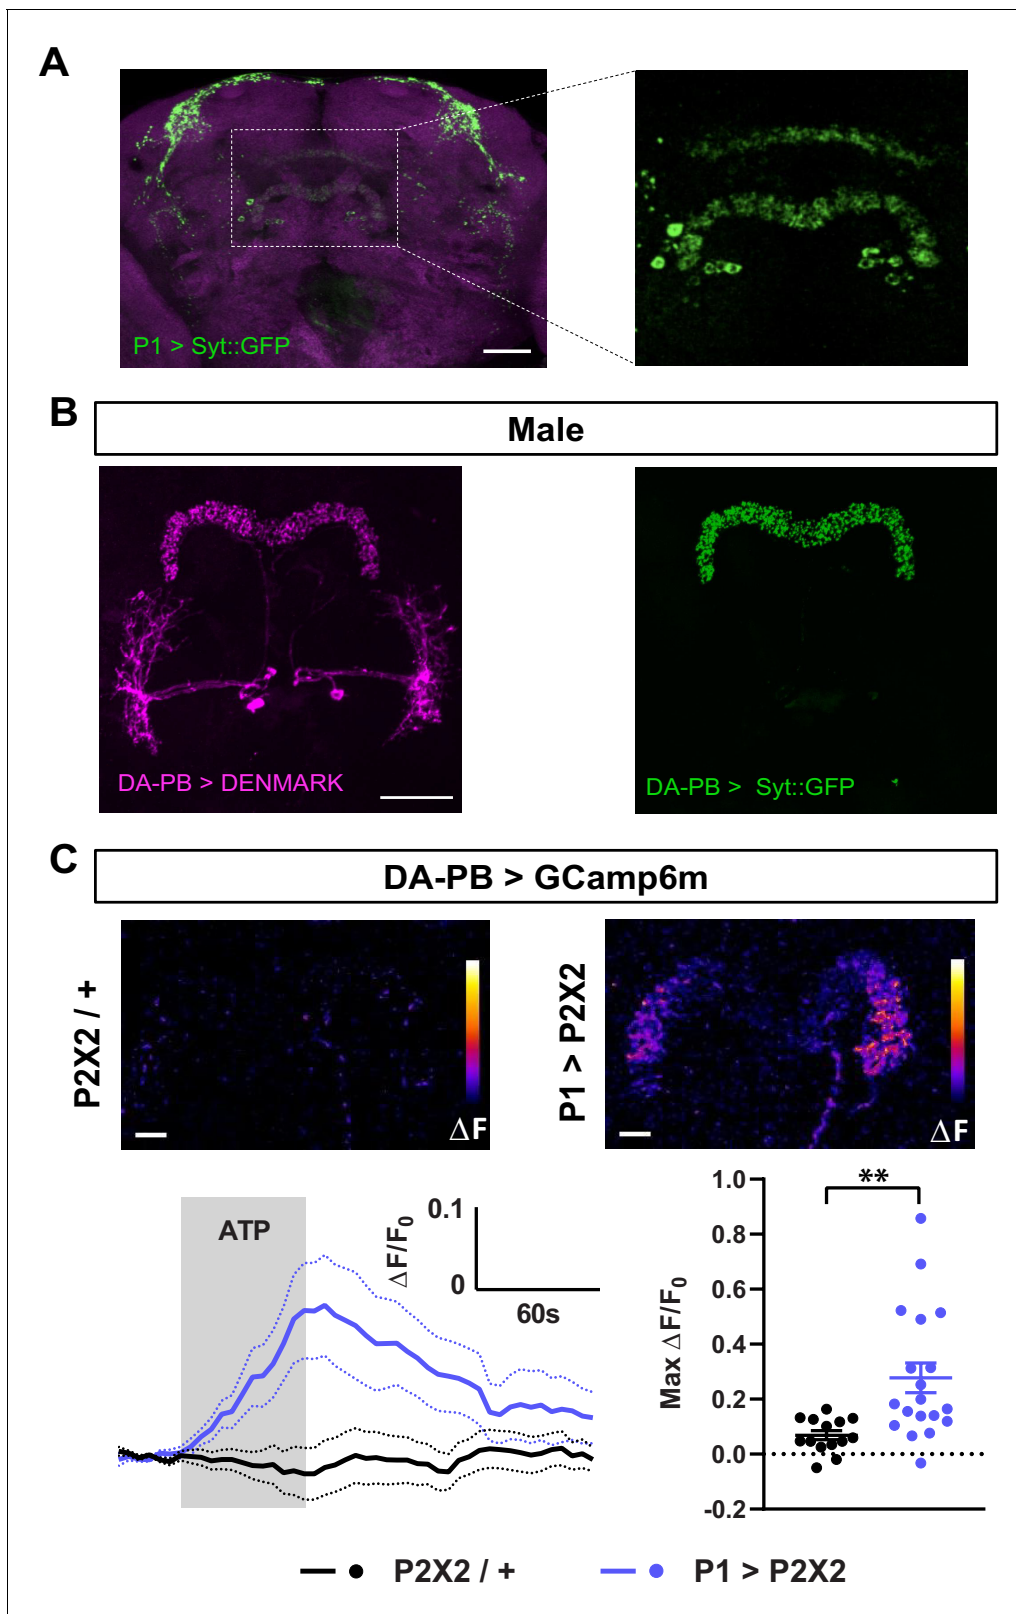 A
P1 > Syt::GFP
B
Male
DA-PB > DENMARK
DA-PB > Syt::GFP
C
DA-PB > GCamp6m
P2X2 / +
ΔF
P1 > P2X2
ΔF
ATP
ΔF/F0
0.1
0
60s
Max ΔF/F0
1.0
0.8
0.6
0.4
0.2
0.0
-0.2
**
P2X2 / +
P1 > P2X2